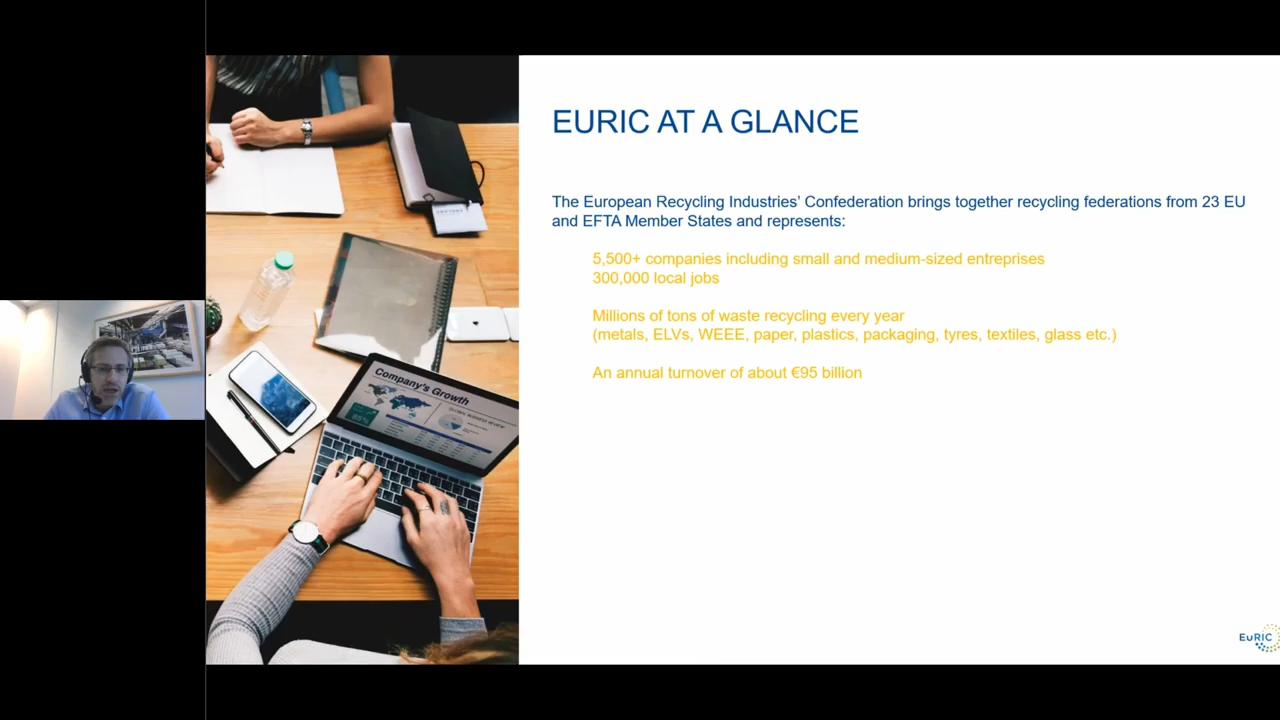 EURIC AT A GLANCE
The European Recycling Industries' Confederation brings together recycling federations from 23 EU
and EFTA Member States and represents:
5,500+ companies including small and medium-sized entreprises
300,000 local jobs
Millions of tons of waste recycling every year
(metals, ELVs, WEEE, paper, plastics, packaging, tyres, textiles, glass etc.)
An annual turnover of about €95 billion
Company's Growth
GLOBAL BUSINESS REVIEW
EuRIC